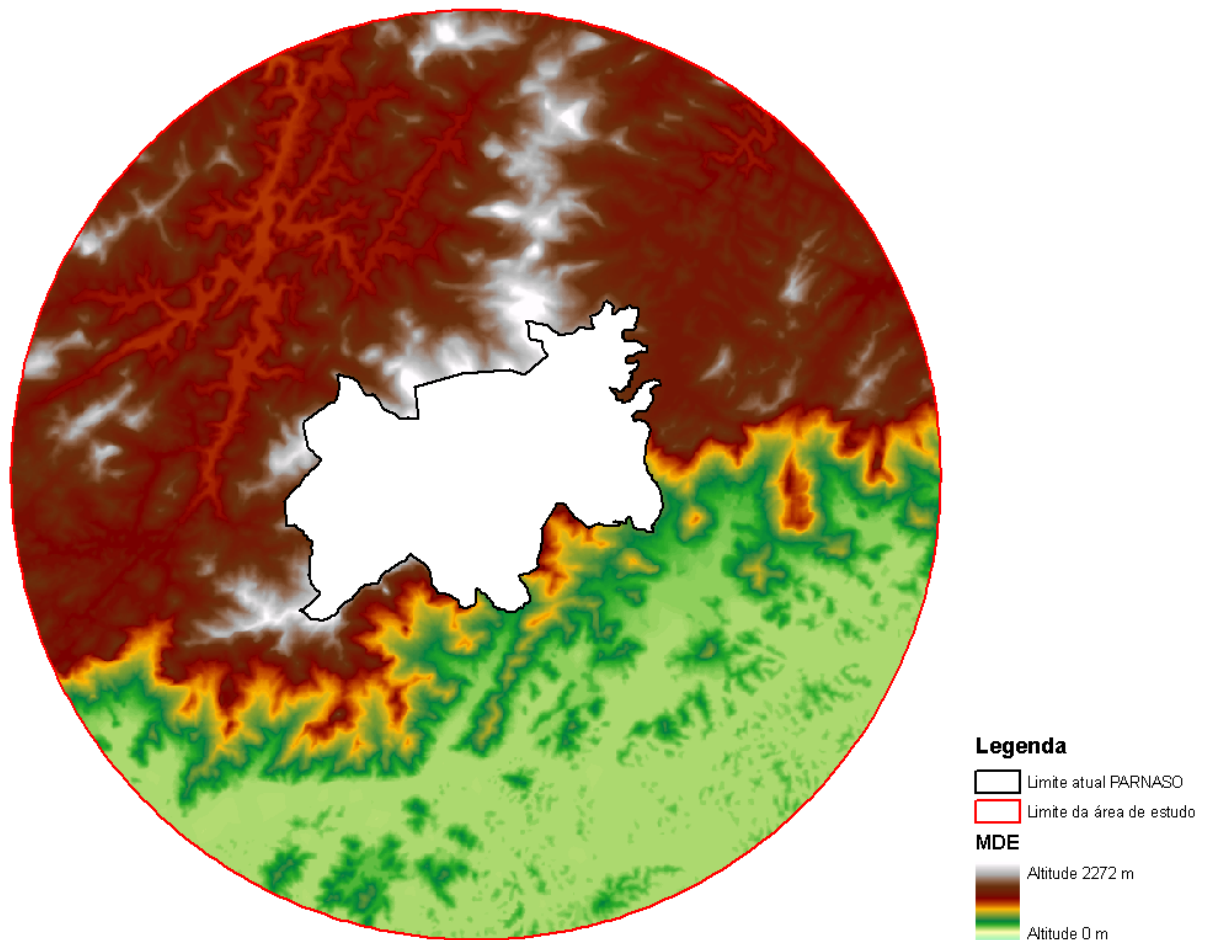 Legenda
Limite atual PARNASO
Limite da área de estudo
MDE
Altitude 2272 m
Altitude 0 m